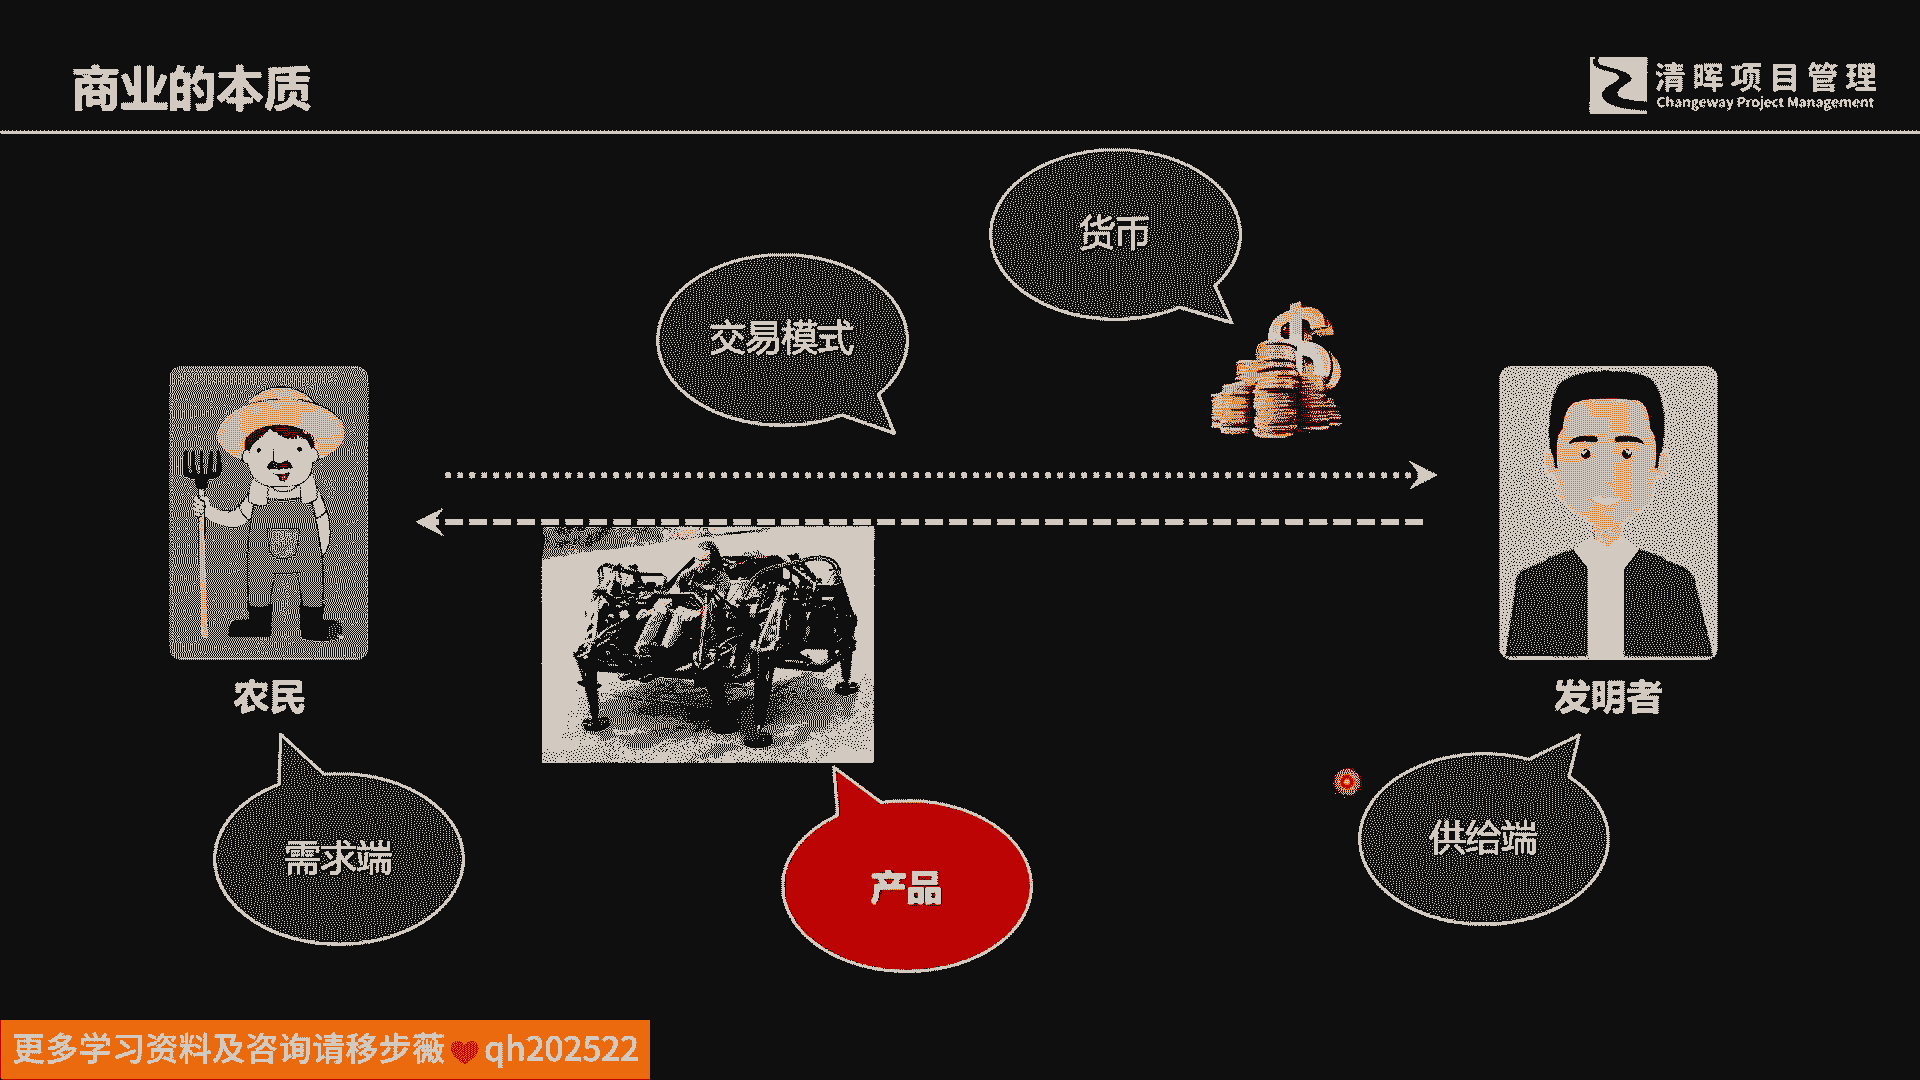 商业的本质
清晖项目管理
Changeway Project Management
货币
交易模式
农民
发明者
需求端
产品
供给端
更多学习资料及咨询请移步薇❤qh202522